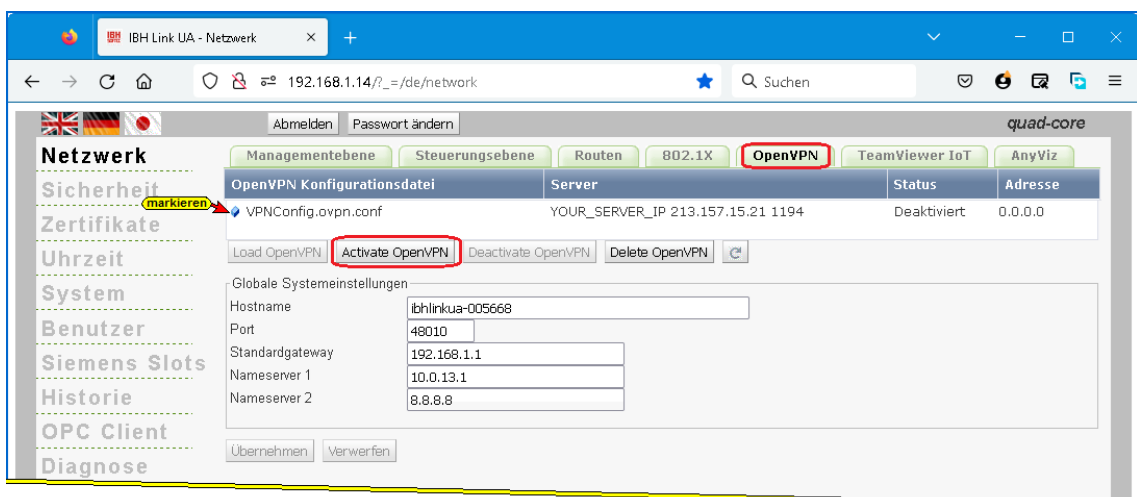 IBH Link UA - Netzwerk
192.168.1.14/?_=/de/network
Suchen
Abmelden Passwort ändern
quad-core
Netzwerk
Managementebene Steuerungsebene Routen 802.1X OpenVPN TeamViewer IoT AnyViz
Sicherheit
OpenVPN Konfigurationsdatei Server Status Adresse
markieren
VPNConfig.ovpn.conf YOUR_SERVER_IP 213.157.15.21 1194 Deaktiviert 0.0.0.0
Zertifikate
Uhrzeit
Load OpenVPN Activate OpenVPN Deactivate OpenVPN Delete OpenVPN
System
Globale Systemeinstellungen
Hostname ibhlinkua-005668
Benutzer
Port 48010
Standardgateway 192.168.1.1
Siemens Slots
Nameserver 1 10.0.13.1
Historie
Nameserver 2 8.8.8.8
OPC Client
Übernehmen Verwerfen
Diagnose